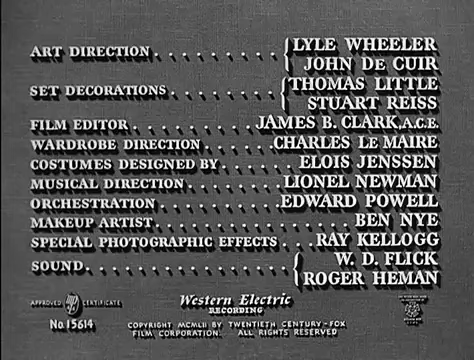 ART DIRECTION . . . . . . . . . . LYLE WHEELER
JOHN DE CUIR
SET DECORATIONS . . . . . . . . THOMAS LITTLE
STUART REISS
FILM EDITOR . . . . . . . . . JAMES B. CLARK, A.C.E.
WARDROBE DIRECTION . . . . . . CHARLES LE MAIRE
COSTUMES DESIGNED BY . . . . . . ELOIS JENSSEN
MUSICAL DIRECTION . . . . . . . . LIONEL NEWMAN
ORCHESTRATION . . . . . . . . . . EDWARD POWELL
MAKEUP ARTIST . . . . . . . . . . . . . . . BEN NYE
SPECIAL PHOTOGRAPHIC EFFECTS . . . RAY KELLOGG
SOUND . . . . . . . . . . . . . . . W. D. FLICK
ROGER HEMAN
APPROVED CERTIFICATE
No. 15614
Western Electric
RECORDING
COPYRIGHT MCMLII BY TWENTIETH CENTURY-FOX
FILM CORPORATION. ALL RIGHTS RESERVED